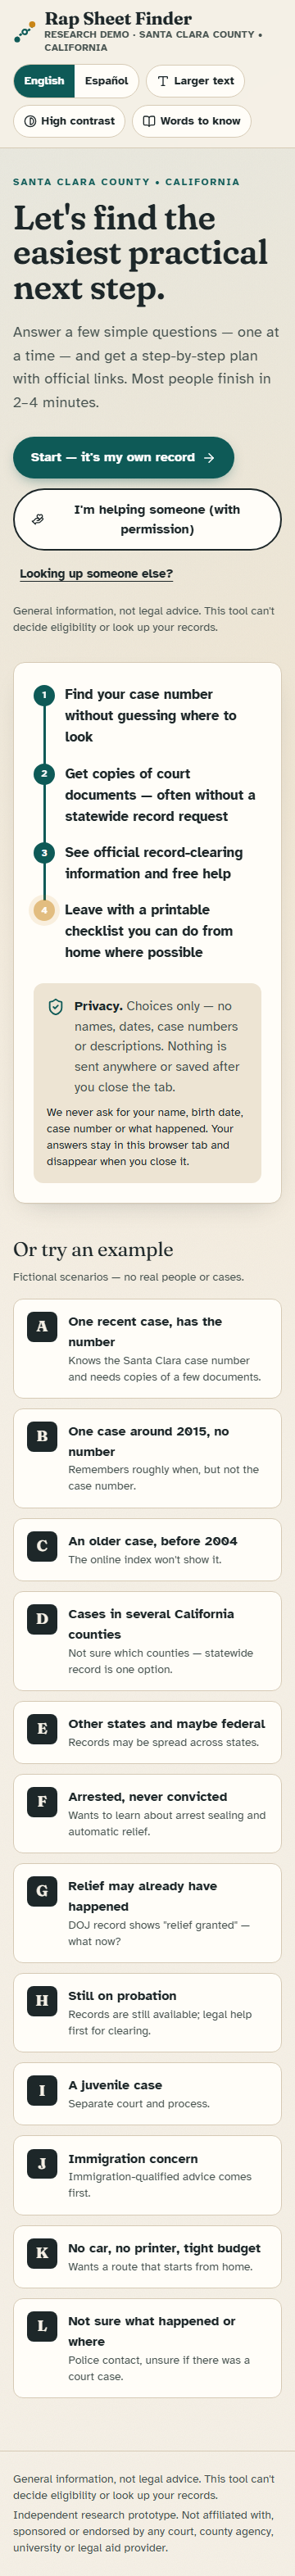 Rap Sheet Finder
RESEARCH DEMO · SANTA CLARA COUNTY •
CALIFORNIA
English
Español
Larger text
High contrast
Words to know
SANTA CLARA COUNTY • CALIFORNIA
Let's find the
easiest practical
next step.
Answer a few simple questions — one at
a time — and get a step-by-step plan
with official links. Most people finish in
2–4 minutes.
Start — it's my own record →
I'm helping someone (with
permission)
Looking up someone else?
General information, not legal advice. This tool can't
decide eligibility or look up your records.
1
Find your case number
without guessing where to
look
2
Get copies of court
documents — often without a
statewide record request
3
See official record-clearing
information and free help
4
Leave with a printable
checklist you can do from
home where possible
Privacy. Choices only — no
names, dates, case numbers
or descriptions. Nothing is
sent anywhere or saved after
you close the tab.
We never ask for your name, birth date,
case number or what happened. Your
answers stay in this browser tab and
disappear when you close it.
Or try an example
Fictional scenarios — no real people or cases.
A
One recent case, has the
number
Knows the Santa Clara case number
and needs copies of a few documents.
B
One case around 2015, no
number
Remembers roughly when, but not the
case number.
C
An older case, before 2004
The online index won't show it.
D
Cases in several California
counties
Not sure which counties — statewide
record is one option.
E
Other states and maybe federal
Records may be spread across states.
F
Arrested, never convicted
Wants to learn about arrest sealing and
automatic relief.
G
Relief may already have
happened
DOJ record shows "relief granted" —
what now?
H
Still on probation
Records are still available; legal help
first for clearing.
I
A juvenile case
Separate court and process.
J
Immigration concern
Immigration-qualified advice comes
first.
K
No car, no printer, tight budget
Wants a route that starts from home.
L
Not sure what happened or
where
Police contact, unsure if there was a
court case.
General information, not legal advice. This tool can't
decide eligibility or look up your records.
Independent research prototype. Not affiliated with,
sponsored or endorsed by any court, county agency,
university or legal aid provider.